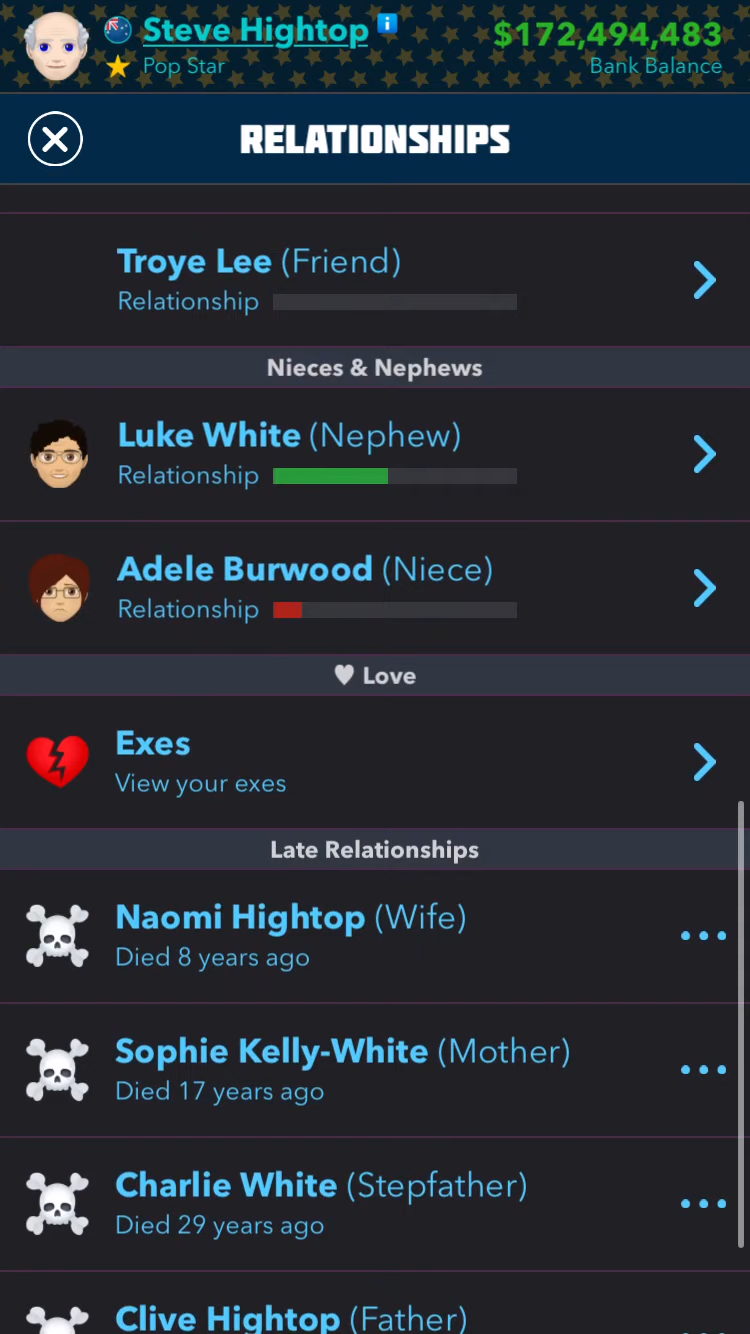 Steve Hightop
$172,494,483
Pop Star
Bank Balance
RELATIONSHIPS
Troye Lee (Friend)
Relationship
Nieces & Nephews
Luke White (Nephew)
Relationship
Adele Burwood (Niece)
Relationship
Love
Exes
View your exes
Late Relationships
Naomi Hightop (Wife)
Died 8 years ago
Sophie Kelly-White (Mother)
Died 17 years ago
Charlie White (Stepfather)
Died 29 years ago
Clive Hightop (Father)